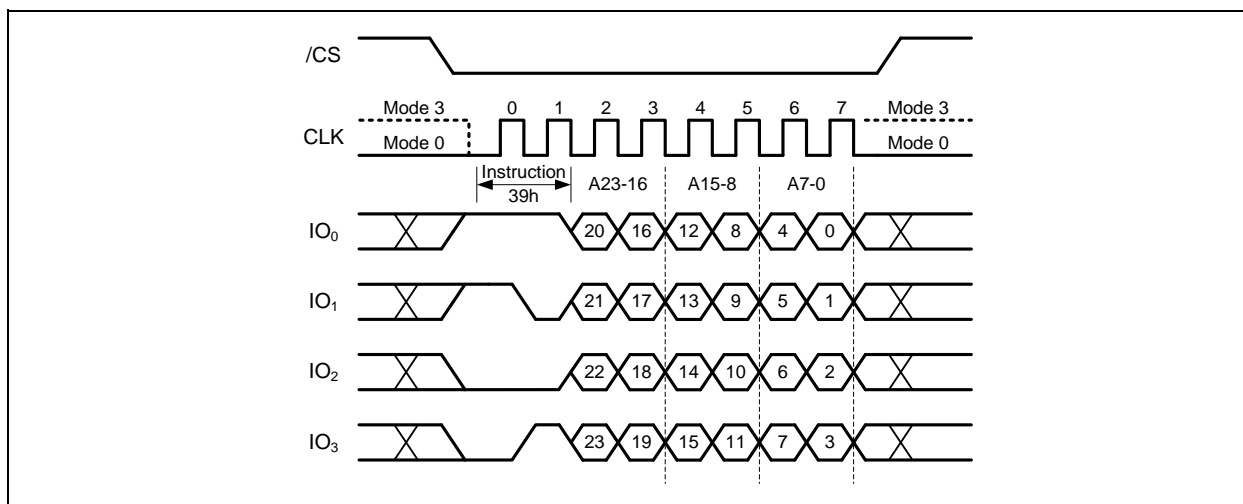 /CS
Mode 3 0 1 2 3 4 5 6 7 Mode 3
CLK
Mode 0 Mode 0
Instruction A23-16 A15-8 A7-0
39h
IO₀ 20 16 12 8 4 0
IO₁ 21 17 13 9 5 1
IO₂ 22 18 14 10 6 2
IO₃ 23 19 15 11 7 3